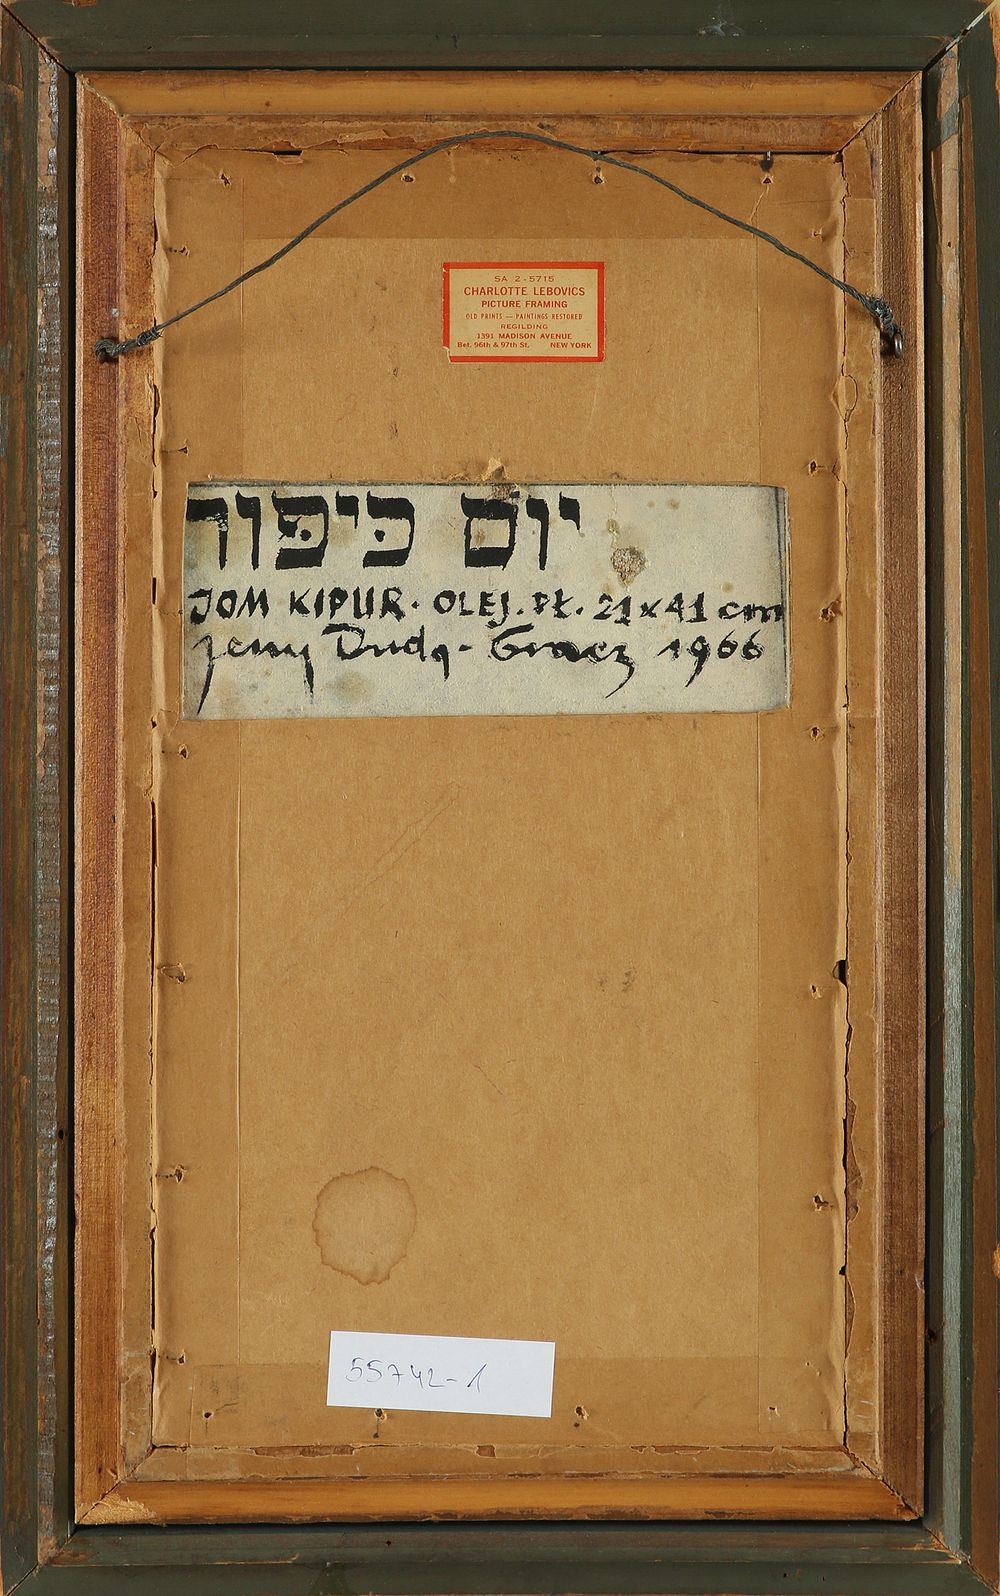 SA 2-5715
CHARLOTTE LEBOVICS
PICTURE FRAMING
OLD PRINTS — PAINTINGS RESTORED
REGILDING
1391 MADISON AVENUE
Bet. 96th & 97th St. NEW YORK
יום כיפור
JOM KIPUR. OLEJ. PŁ. 21x41 cm
Jerzy Duda-Gracz 1966
55742-1